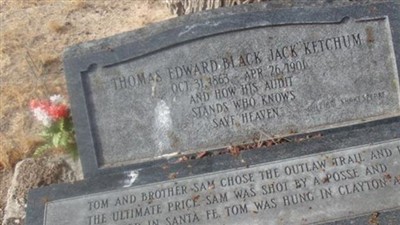 THOMAS EDWARD BLACK JACK KETCHUM
OCT 31, 1863 - APR 26, 1901
AND HOW HIS AUDIT
STANDS WHO KNOWS
SAVE HEAVEN
TOM AND BROTHER SAM CHOSE THE OUTLAW TRAIL AND
THE ULTIMATE PRICE. SAM WAS SHOT BY A POSSE AND
IN SANTA FE. TOM WAS HUNG IN CLAYTON